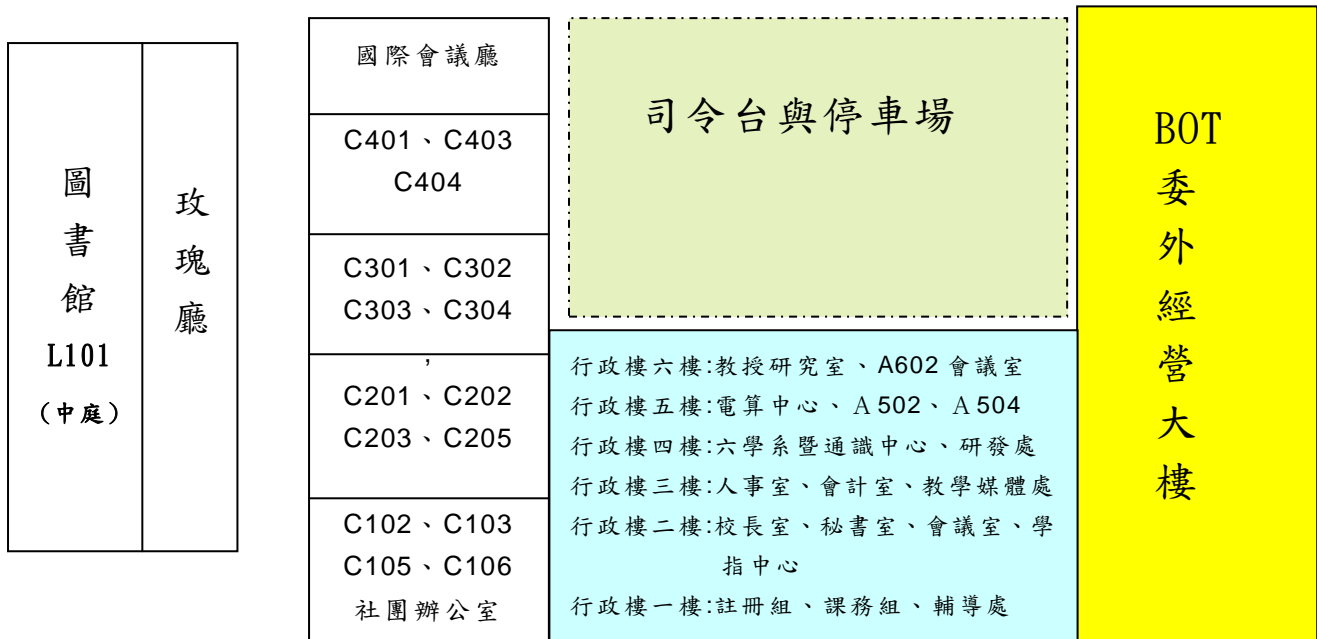 圖書館
L101
(中庭)
玫瑰廳
國際會議廳
C401、C403
C404
C301、C302
C303、C304
,
C201、C202
C203、C205
C102、C103
C105、C106
社團辦公室
司令台與停車場
行政樓六樓:教授研究室、A602 會議室
行政樓五樓:電算中心、A 502、A 504
行政樓四樓:六學系暨通識中心、研發處
行政樓三樓:人事室、會計室、教學媒體處
行政樓二樓:校長室、秘書室、會議室、學
指中心
行政樓一樓:註冊組、課務組、輔導處
BOT
委外經營大樓